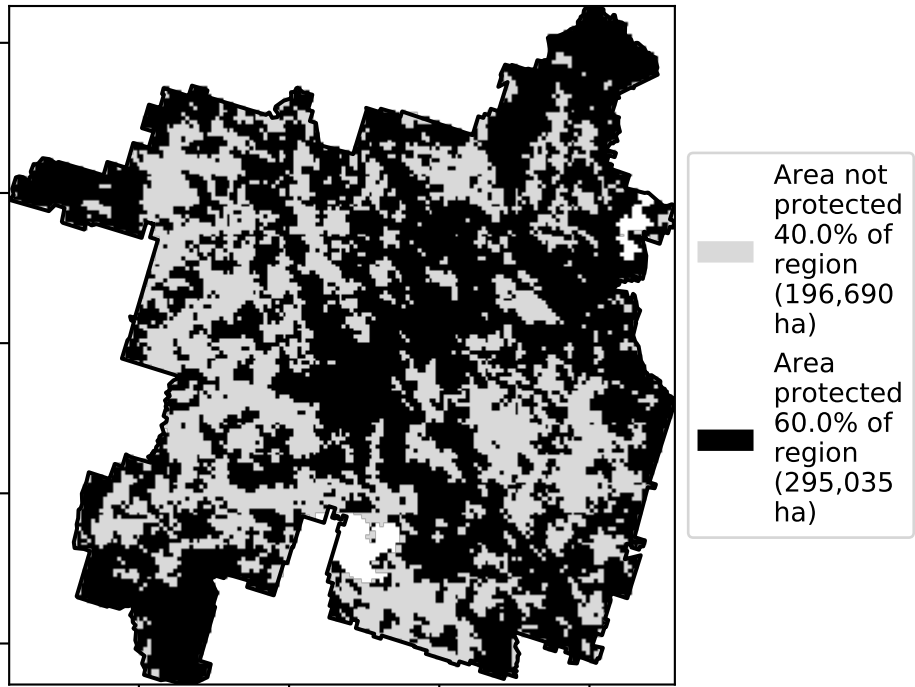 Area not
protected
40.0% of
region
(196,690
ha)
Area
protected
60.0% of
region
(295,035
ha)